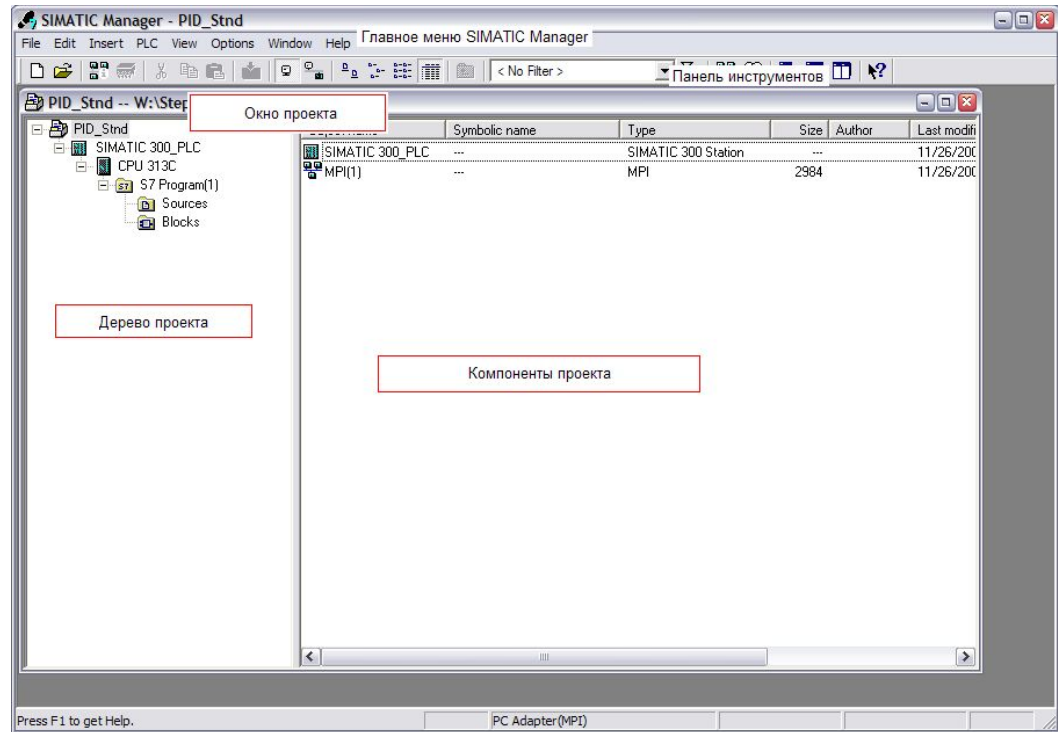 SIMATIC Manager - PID_Stnd
File Edit Insert PLC View Options Window Help
Главное меню SIMATIC Manager
< No Filter >
Панель инструментов
PID_Stnd -- W:\Step
Окно проекта
PID_Stnd
SIMATIC 300_PLC
CPU 313C
S7 Program(1)
Sources
Blocks
Symbolic name Type Size Author Last modifi
SIMATIC 300_PLC --- SIMATIC 300 Station --- 11/26/200
MPI(1) --- MPI 2984 11/26/200
Дерево проекта
Компоненты проекта
Press F1 to get Help.
PC Adapter(MPI)